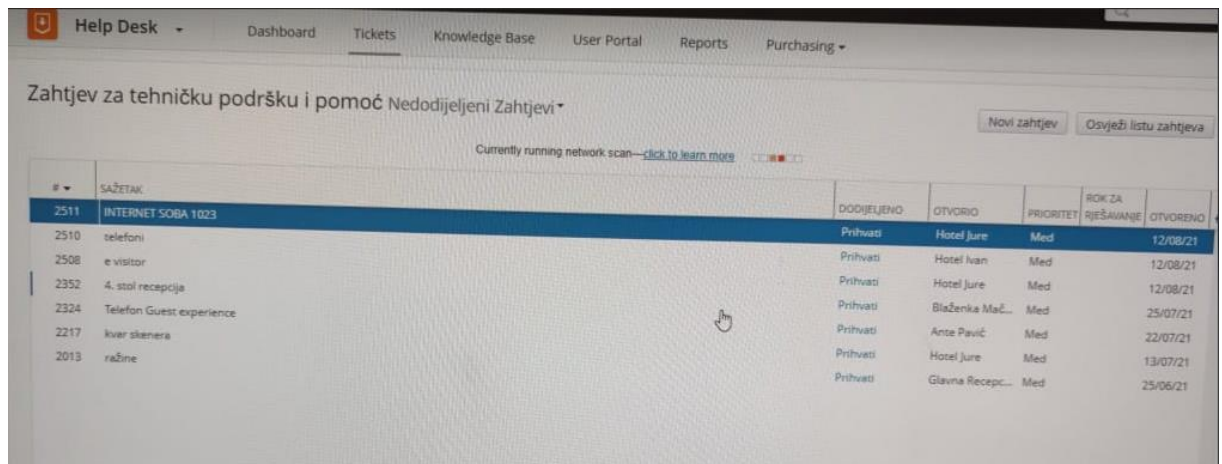 Help Desk Dashboard Tickets Knowledge Base User Portal Reports Purchasing
Zahtjev za tehničku podršku i pomoć Nedodijeljeni Zahtjevi
Novi zahtjev Osvježi listu zahtjeva
Currently running network scan—click to learn more
# SAŽETAK DODIJELJENO OTVORIO PRIORITET ROK ZA RJEŠAVANJE OTVORENO
2511 INTERNET SOBA 1023 Prihvati Hotel Jure Med 12/08/21
2510 telefoni Prihvati Hotel Ivan Med 12/08/21
2508 e visitor Prihvati Hotel Jure Med 12/08/21
2352 4. stol recepcija Prihvati Blaženka Mač... Med 25/07/21
2324 Telefon Guest experience Prihvati Ante Pavić Med 22/07/21
2217 kvar skenera Prihvati Hotel Jure Med 13/07/21
2013 ražine Prihvati Glavna Recepc... Med 25/06/21